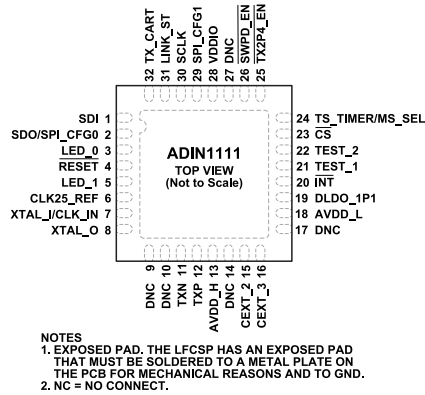 32 TX_CART
31 LINK_ST
30 SCLK
29 SPI_CFG1
28 VDDIO
27 DNC
26 SWPD_EN
25 TX2P4_EN
SDI 1
SDO/SPI_CFG0 2
LED_0 3
RESET 4
LED_1 5
CLK25_REF 6
XTAL_I/CLK_IN 7
XTAL_O 8
ADIN1111
TOP VIEW
(Not to Scale)
24 TS_TIMER/MS_SEL
23 CS
22 TEST_2
21 TEST_1
20 INT
19 DLDO_1P1
18 AVDD_L
17 DNC
DNC 9
DNC 10
TXN 11
TXP 12
AVDD_H 13
DNC 14
CEXT_2 15
CEXT_3 16
NOTES
1. EXPOSED PAD. THE LFCSP HAS AN EXPOSED PAD
THAT MUST BE SOLDERED TO A METAL PLATE ON
THE PCB FOR MECHANICAL REASONS AND TO GND.
2. NC = NO CONNECT.